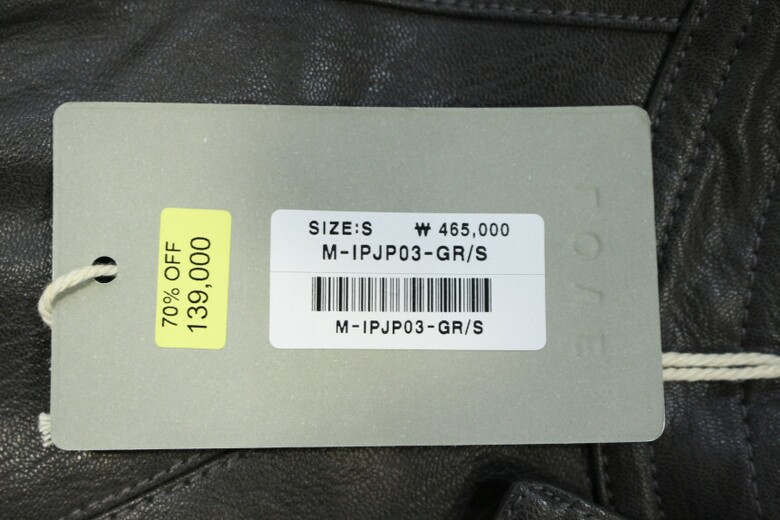 70% OFF
139,000
SIZE:S ₩ 465,000
M-IPJP03-GR/S
M-IPJP03-GR/S